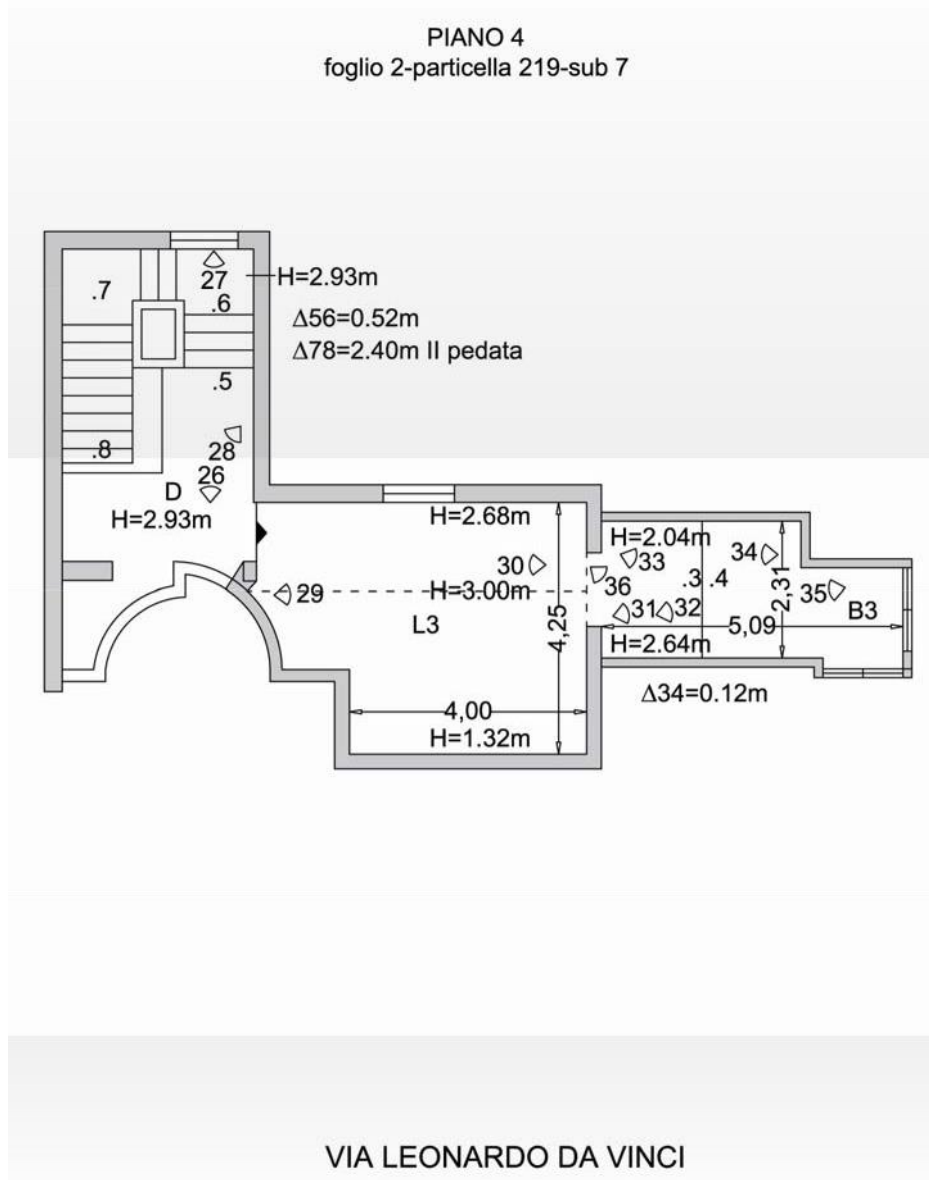 PIANO 4
foglio 2-particella 219-sub 7
.7
27
H=2.93m
.6
Δ56=0.52m
Δ78=2.40m II pedata
.5
.8
28
26
D
H=2.93m
H=2.68m
H=2.04m
30
33
34
36
.3 .4
2,31
35
B3
29
H=3.00m
L3
4,25
31
32
5,09
H=2.64m
Δ34=0.12m
4,00
H=1.32m
VIA LEONARDO DA VINCI